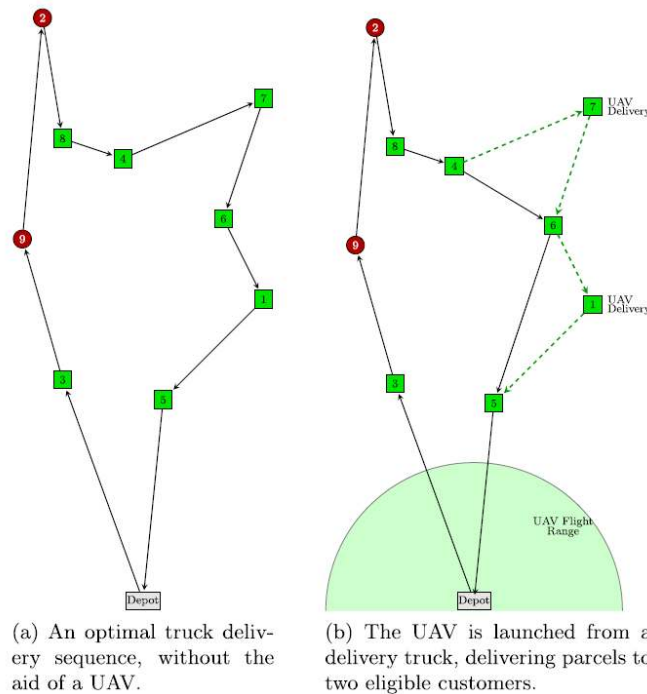 2
8
4
7
6
9
1
3
5
Depot
(a) An optimal truck deliv-
ery sequence, without the
aid of a UAV.
2
7
UAV
Delivery
8
4
6
9
1
UAV
Delivery
3
5
UAV Flight
Range
Depot
(b) The UAV is launched from a
delivery truck, delivering parcels to
two eligible customers.